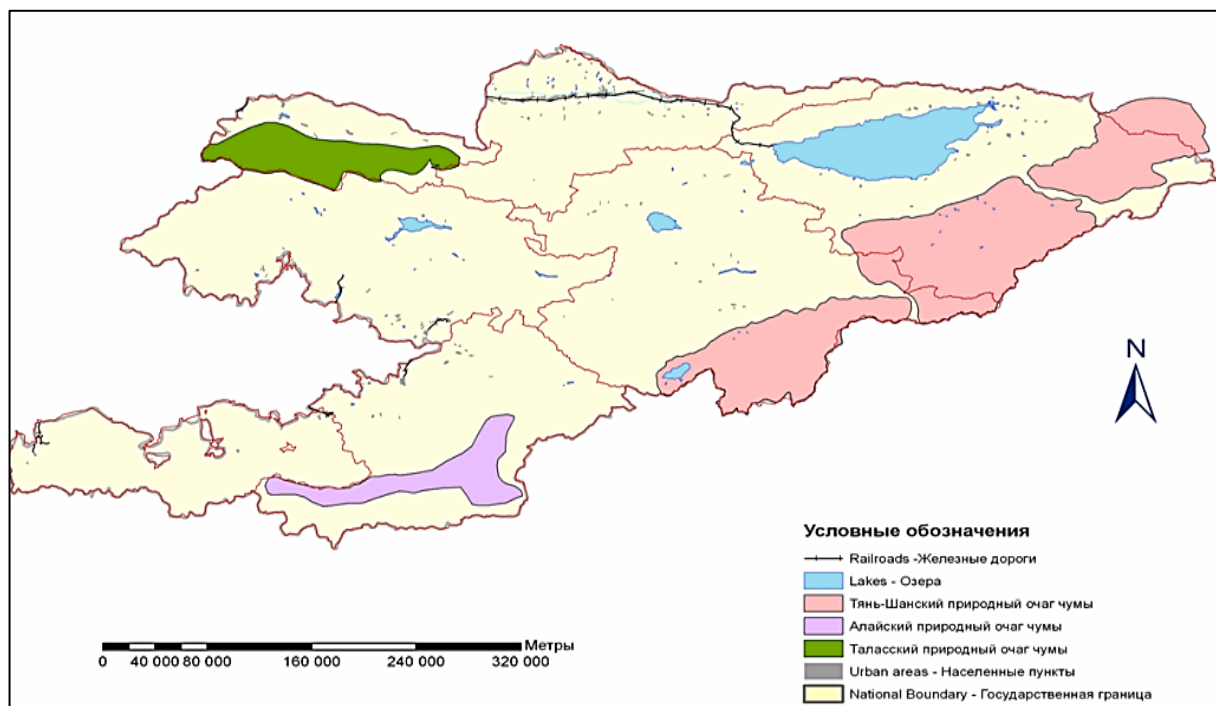 N
Условные обозначения
Railroads -Железные дороги
Lakes - Озера
Тянь-Шанский природный очаг чумы
Алайский природный очаг чумы
Таласский природный очаг чумы
Urban areas - Населенные пункты
National Boundary - Государственная граница
Метры
0 40 000 80 000 160 000 240 000 320 000